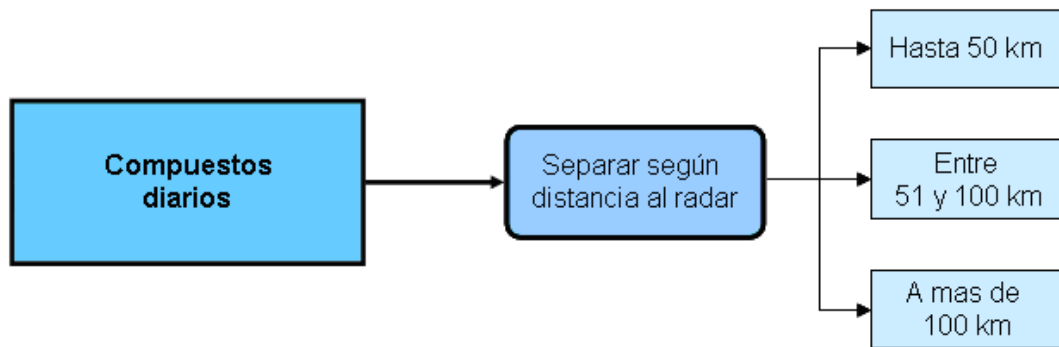 Compuestos
diarios
Separar según
distancia al radar
Hasta 50 km
Entre
51 y 100 km
A mas de
100 km